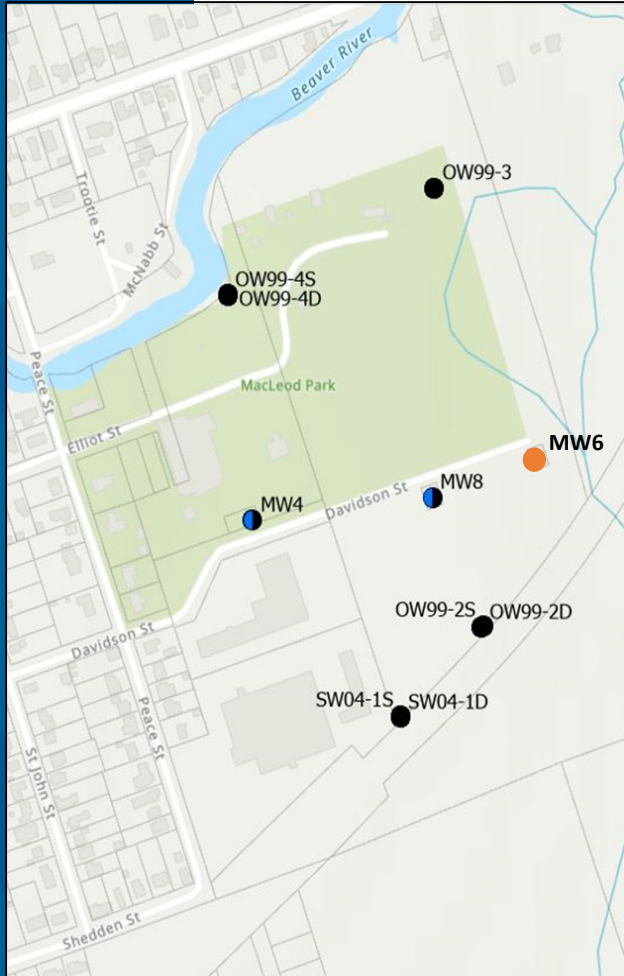 Beaver River
OW99-3
Trootie St
McNabb St
OW99-4S
OW99-4D
Peace St
MacLeod Park
Elliot St
MW6
MW8
MW4
Davidson St
OW99-2S OW99-2D
Davidson St
SW04-1S SW04-1D
Peace St
St John St
Shedden St